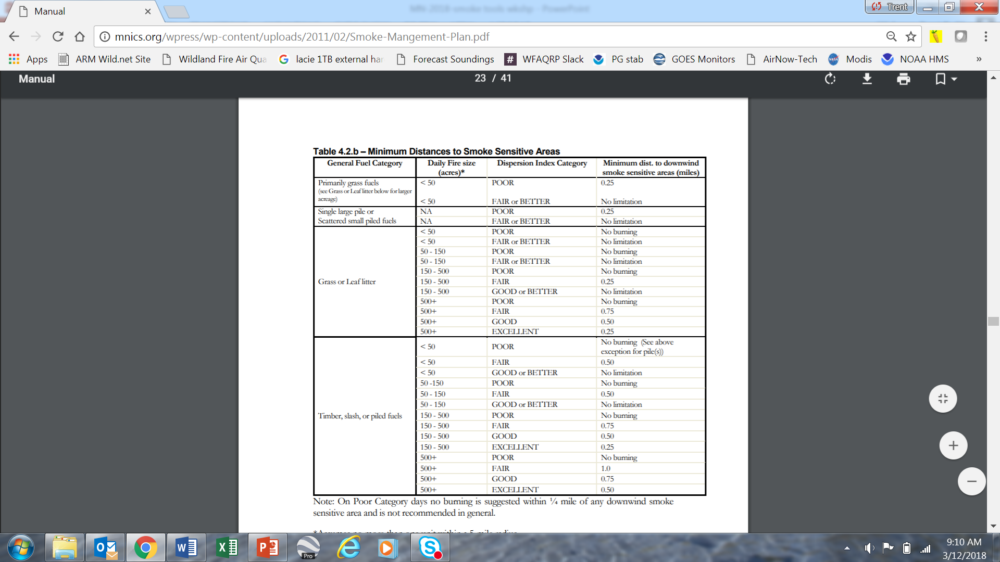 MN-2018-smoke tools wkshp - PowerPoint
Trent
Manual
mnics.org/wpress/wp-content/uploads/2011/02/Smoke-Mangement-Plan.pdf
Apps ARM Wild.net Site Wildland Fire Air Qua lacie 1TB external har Forecast Soundings # WFAQRP Slack PG stab GOES Monitors AirNow-Tech Modis NOAA HMS »
Manual 23 / 41
Table 4.2.b – Minimum Distances to Smoke Sensitive Areas
General Fuel Category Daily Fire size Dispersion Index Category Minimum dist. to downwind
(acres)* smoke sensitive areas (miles)
Primarily grass fuels < 50 POOR 0.25
(see Grass or Leaf litter below for larger
acreage) < 50 FAIR or BETTER No limitation
Single large pile or NA POOR 0.25
Scattered small piled fuels NA FAIR or BETTER No limitation
< 50 POOR No burning
< 50 FAIR or BETTER No limitation
50 - 150 POOR No burning
50 - 150 FAIR or BETTER No limitation
150 - 500 POOR No burning
Grass or Leaf litter 150 - 500 FAIR 0.25
150 - 500 GOOD or BETTER No limitation
500+ POOR No burning
500+ FAIR 0.75
500+ GOOD 0.50
500+ EXCELLENT 0.25
< 50 POOR No burning (See above
exception for pile(s))
< 50 FAIR 0.50
< 50 GOOD or BETTER No limitation
50 -150 POOR No burning
50 - 150 FAIR 0.50
50 - 150 GOOD or BETTER No limitation
Timber, slash, or piled fuels 150 - 500 POOR No burning
150 - 500 FAIR 0.75
150 - 500 GOOD 0.50
150 - 500 EXCELLENT 0.25
500+ POOR No burning
500+ FAIR 1.0
500+ GOOD 0.75
500+ EXCELLENT 0.50
Note: On Poor Category days no burning is suggested within ¼ mile of any downwind smoke
sensitive area and is not recommended in general.
Pro
9:10 AM
3/12/2018